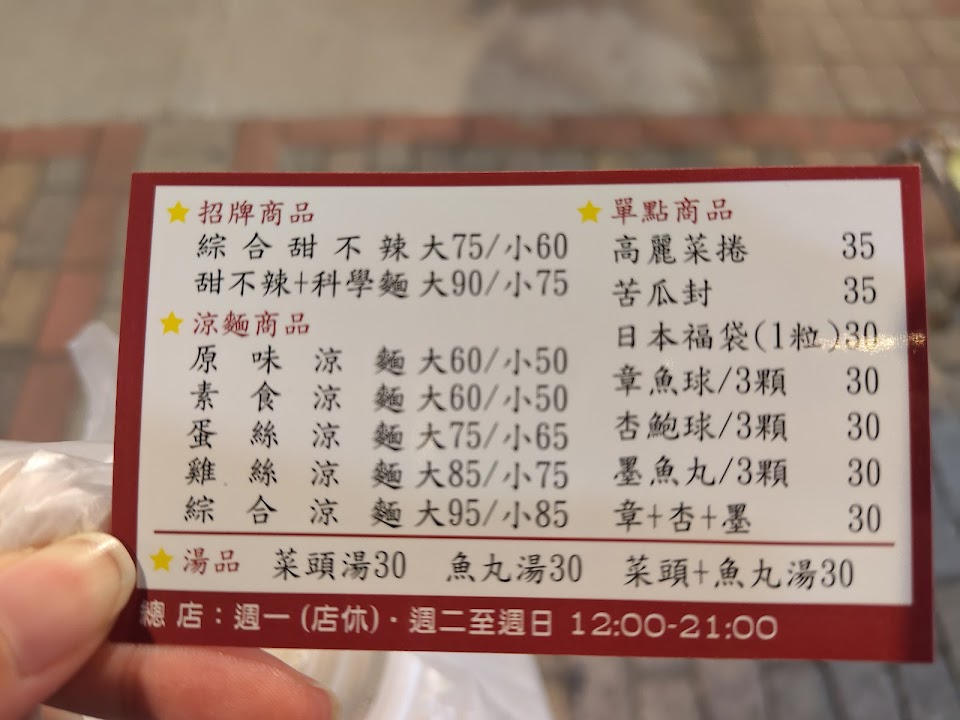 招牌商品
綜合甜不辣大75/小60
甜不辣+科學麵大90/小75
涼麵商品
原味涼麵大60/小50
素食涼麵大60/小50
蛋絲涼麵大75/小65
雞絲涼麵大85/小75
綜合涼麵大95/小85
單點商品
高麗菜捲 35
苦瓜封 35
日本福袋(1粒)30
章魚球/3顆 30
杏鮑球/3顆 30
墨魚丸/3顆 30
章+杏+墨 30
湯品 菜頭湯30 魚丸湯30 菜頭+魚丸湯30
總店：週一(店休)・週二至週日 12:00-21:00